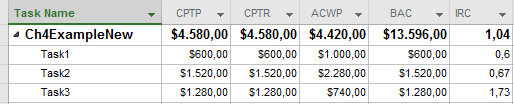 Task Name CPTP CPTR ACWP BAC IRC
Ch4ExampleNew $4.580,00 $4.580,00 $4.420,00 $13.596,00 1,04
Task1 $600,00 $600,00 $1.000,00 $600,00 0,6
Task2 $1.520,00 $1.520,00 $2.280,00 $1.520,00 0,67
Task3 $1.280,00 $1.280,00 $740,00 $1.280,00 1,73